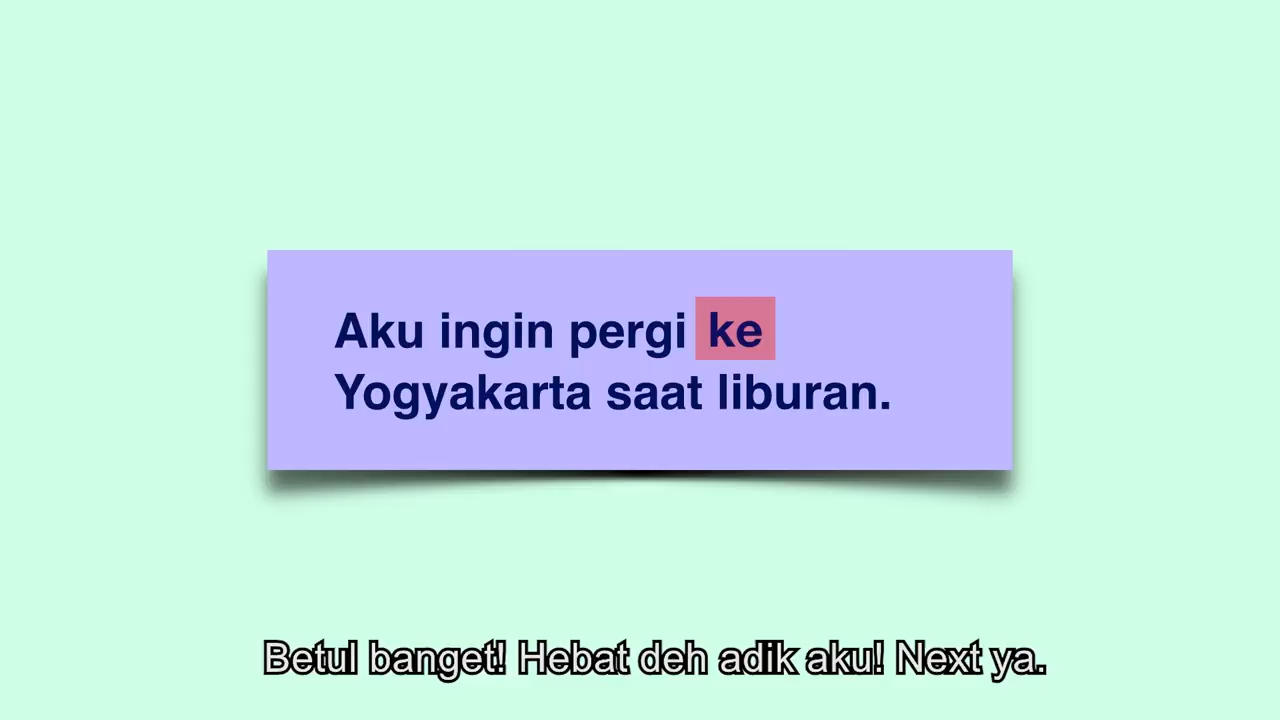 Aku ingin pergi ke
Yogyakarta saat liburan.
Betul banget! Hebat deh adik aku! Next ya.